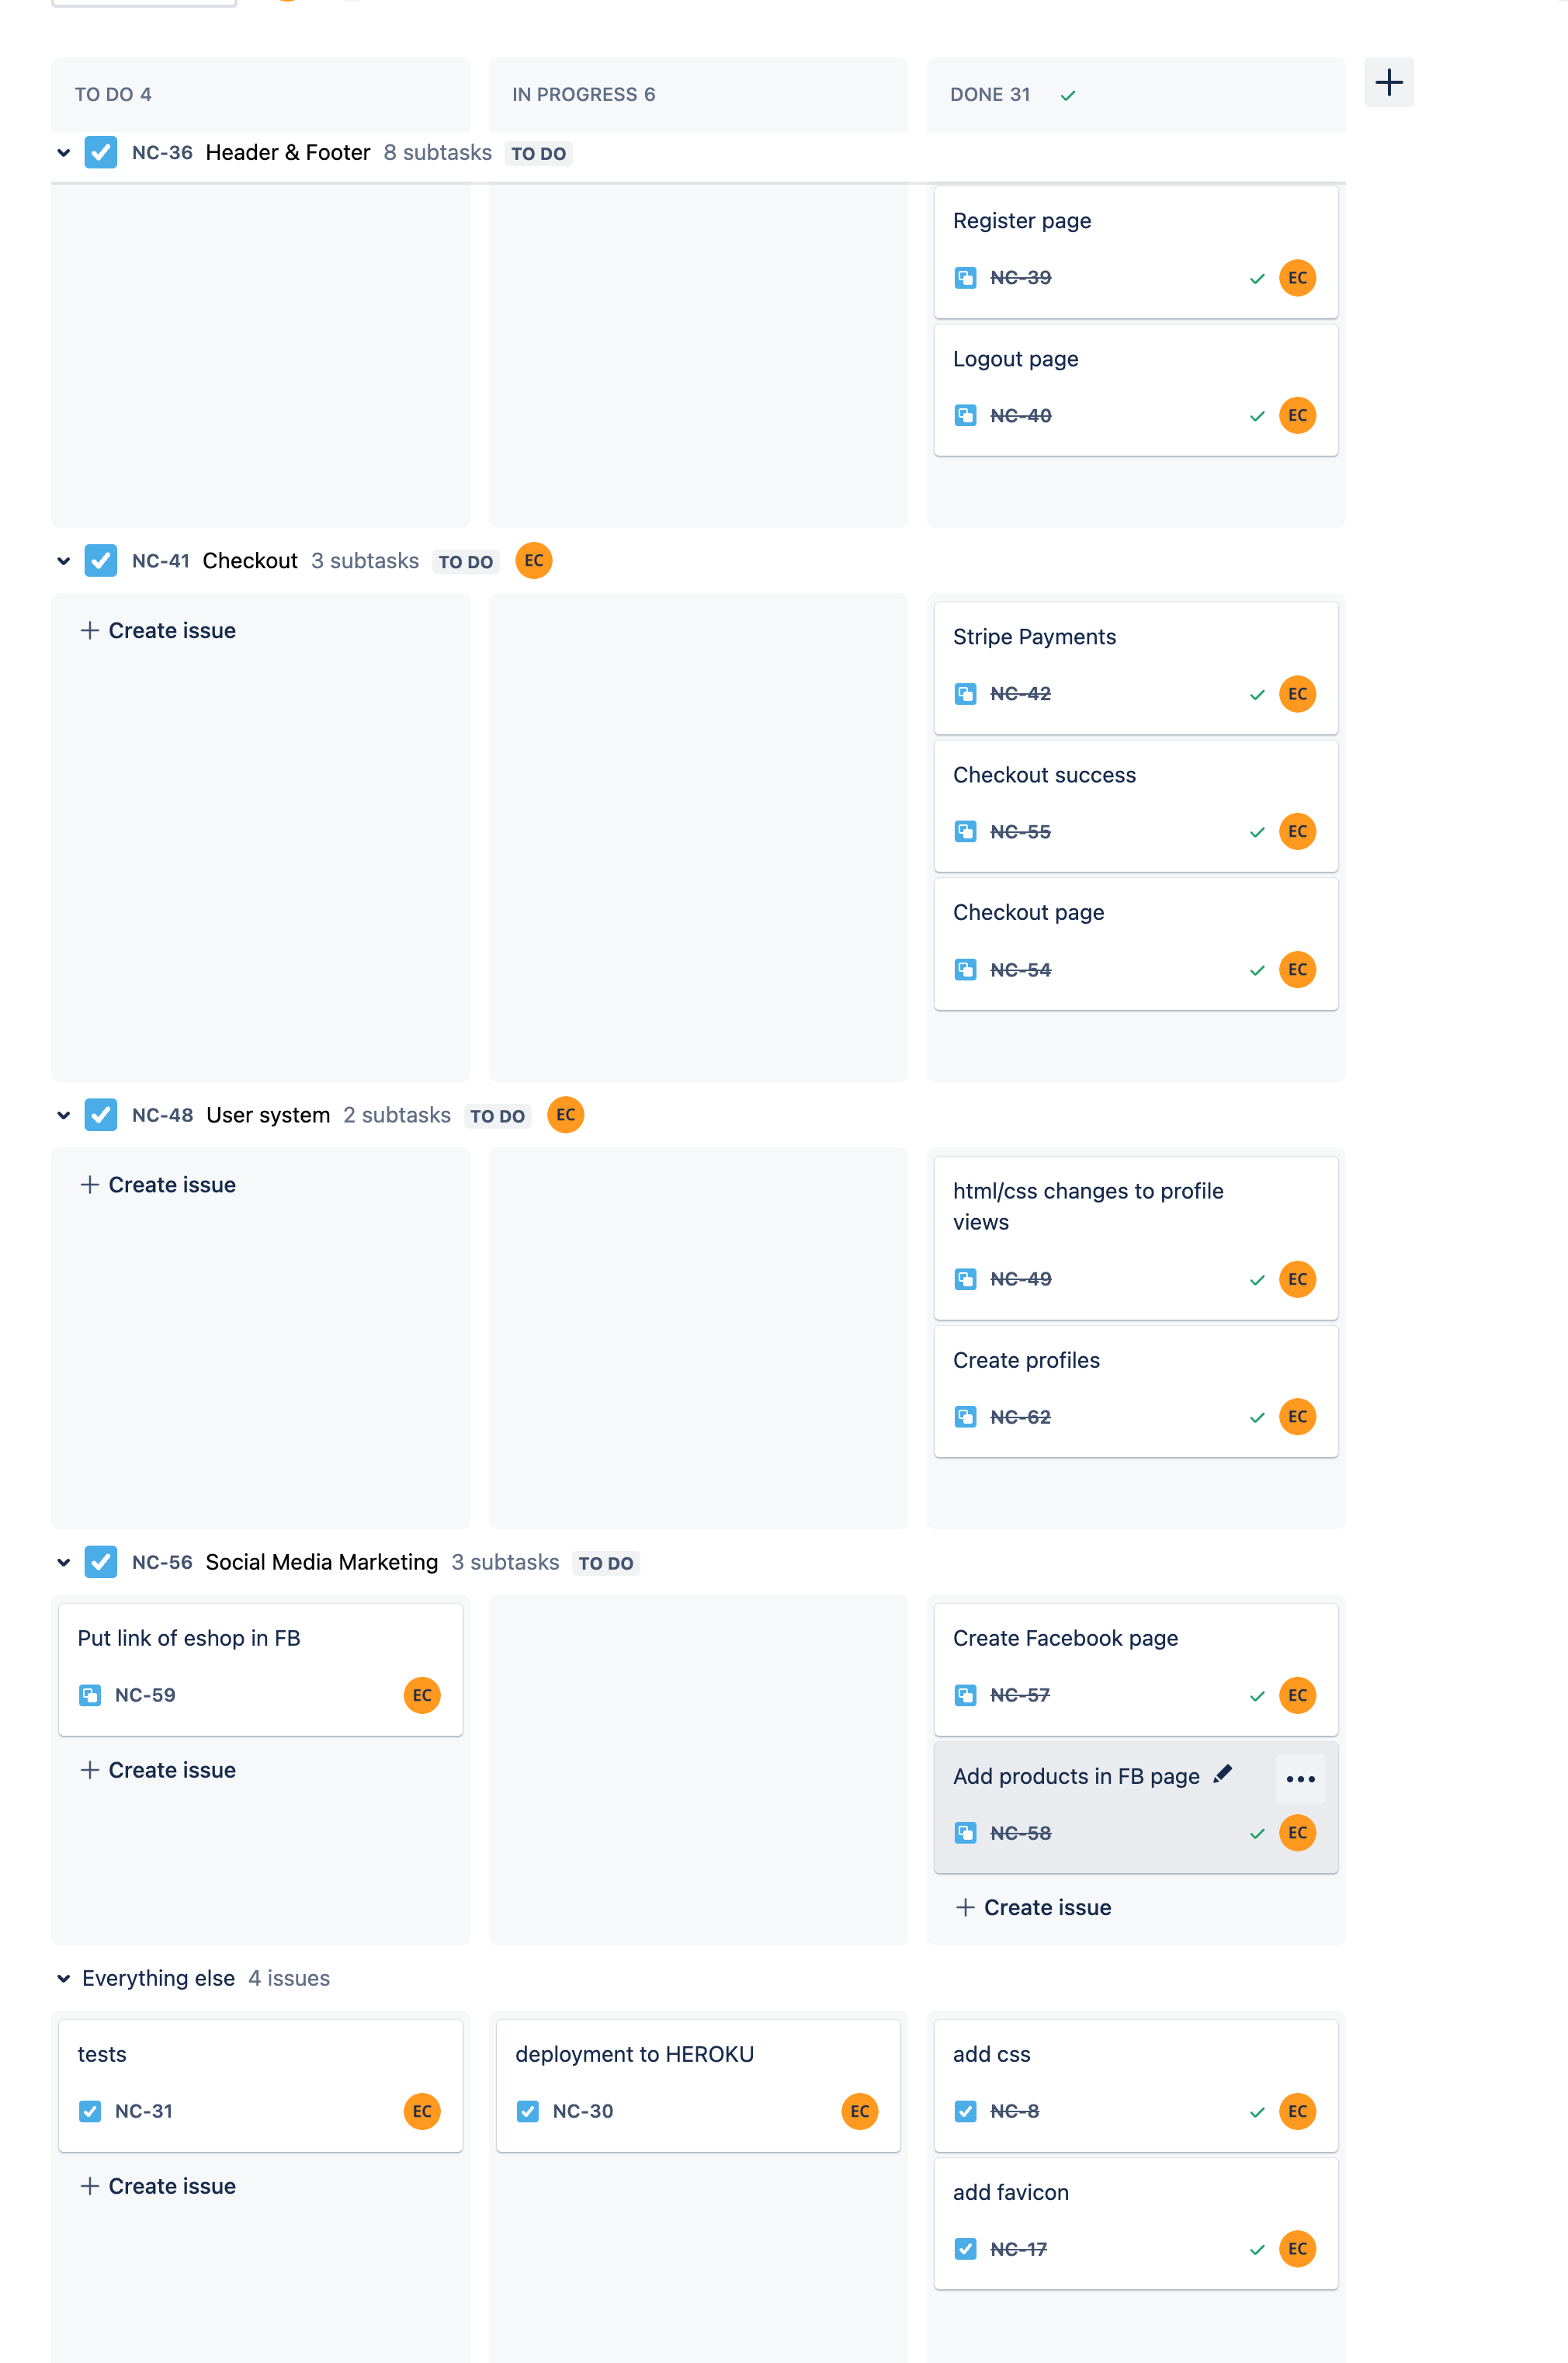 TO DO 4
IN PROGRESS 6
DONE 31
NC-36 Header & Footer 8 subtasks TO DO
Register page
NC-39
EC
Logout page
NC-40
EC
NC-41 Checkout 3 subtasks TO DO EC
Create issue
Stripe Payments
NC-42
EC
Checkout success
NC-55
EC
Checkout page
NC-54
EC
NC-48 User system 2 subtasks TO DO EC
Create issue
html/css changes to profile
views
NC-49
EC
Create profiles
NC-62
EC
NC-56 Social Media Marketing 3 subtasks TO DO
Put link of eshop in FB
NC-59
EC
Create issue
Create Facebook page
NC-57
EC
Add products in FB page
NC-58
EC
Create issue
Everything else 4 issues
tests
NC-31
EC
Create issue
deployment to HEROKU
NC-30
EC
add css
NC-8
EC
add favicon
NC-17
EC